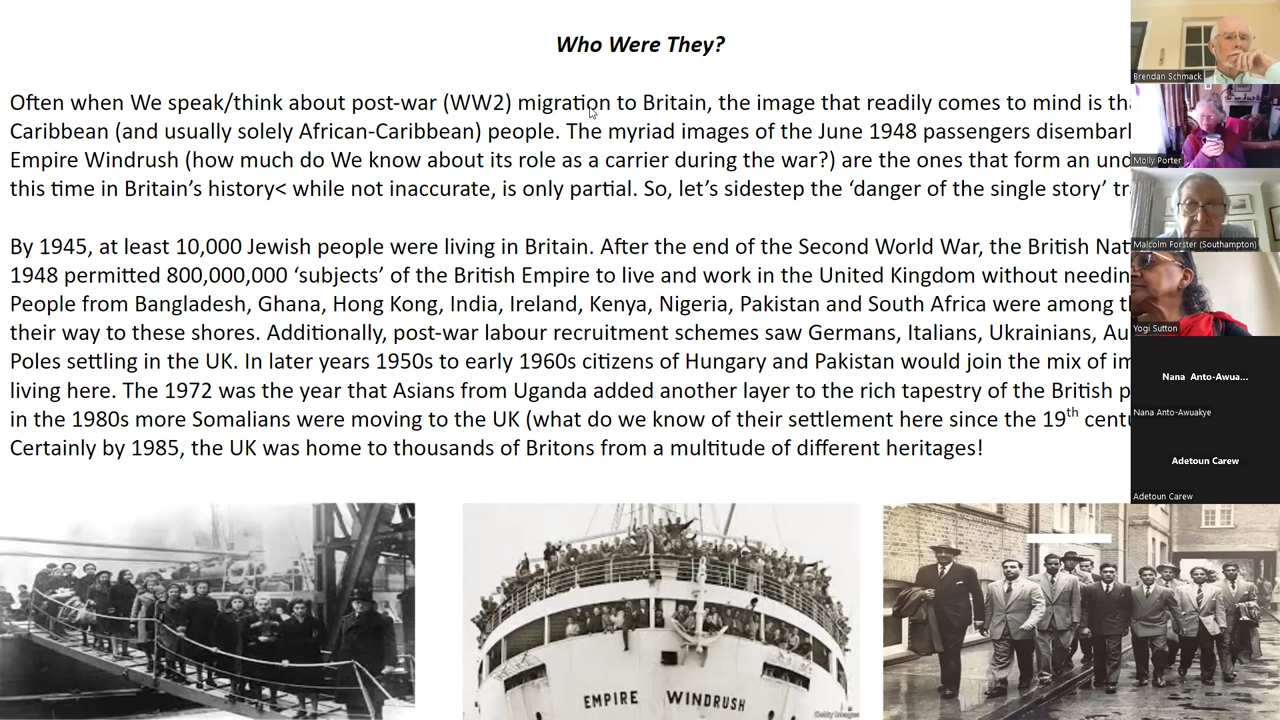 Who Were They?
Often when We speak/think about post-war (WW2) migration to Britain, the image that readily comes to mind is
Caribbean (and usually solely African-Caribbean) people. The myriad images of the June 1948 passengers
Empire Windrush (how much do We know about its role as a carrier during the war?) are the ones that form an
this time in Britain’s history< while not inaccurate, is only partial. So, let’s sidestep the ‘danger of the single story’
By 1945, at least 10,000 Jewish people were living in Britain. After the end of the Second World War, the British
1948 permitted 800,000,000 ‘subjects’ of the British Empire to live and work in the United Kingdom without
People from Bangladesh, Ghana, Hong Kong, India, Ireland, Kenya, Nigeria, Pakistan and South Africa were among
their way to these shores. Additionally, post-war labour recruitment schemes saw Germans, Italians, Ukrainians,
Poles settling in the UK. In later years 1950s to early 1960s citizens of Hungary and Pakistan would join the mix of
living here. The 1972 was the year that Asians from Uganda added another layer to the rich tapestry of the British
in the 1980s more Somalians were moving to the UK (what do we know of their settlement here since the 19th
Certainly by 1985, the UK was home to thousands of Britons from a multitude of different heritages!
EMPIRE WINDRUSH
Getty Images
Brendan Schmack
Molly Porter
Malcolm Forster (Southampton)
Yogi Sutton
Nana Anto-Awua...
Nana Anto-Awuakye
Adetoun Carew
Adetoun Carew